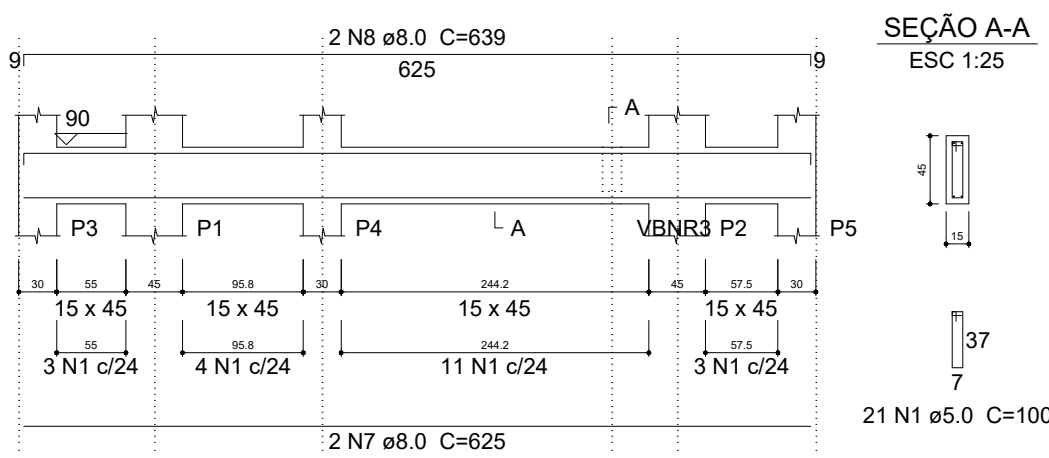 2 N8 ø8.0 C=639
9 9
625
SEÇÃO A-A
ESC 1:25
90
A
45
P3 P1 P4 A VBNR3 P2 P5
15
30 55 45 95.8 30 244.2 45 57.5 30
15 x 45 15 x 45 15 x 45 15 x 45
55 95.8 244.2 57.5
3 N1 c/24 4 N1 c/24 11 N1 c/24 3 N1 c/24
37
7
21 N1 ø5.0 C=100
2 N7 ø8.0 C=625